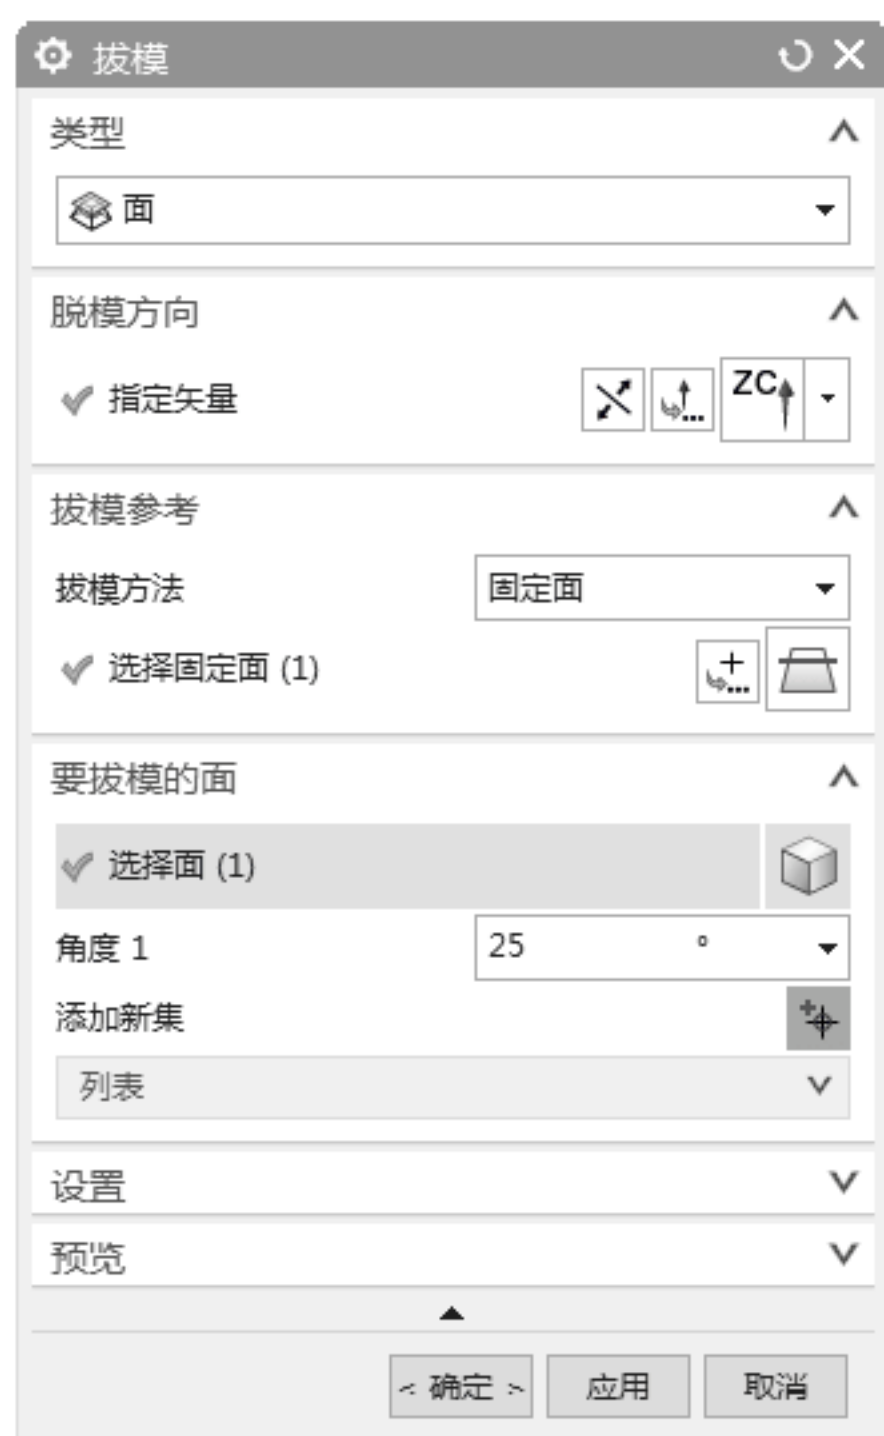 拔模
类型
面
脱模方向
指定矢量 ZC
拔模参考
拔模方法 固定面
选择固定面 (1)
要拔模的面
选择面 (1)
角度 1 25 °
添加新集
列表
设置
预览
< 确定 > 应用 取消